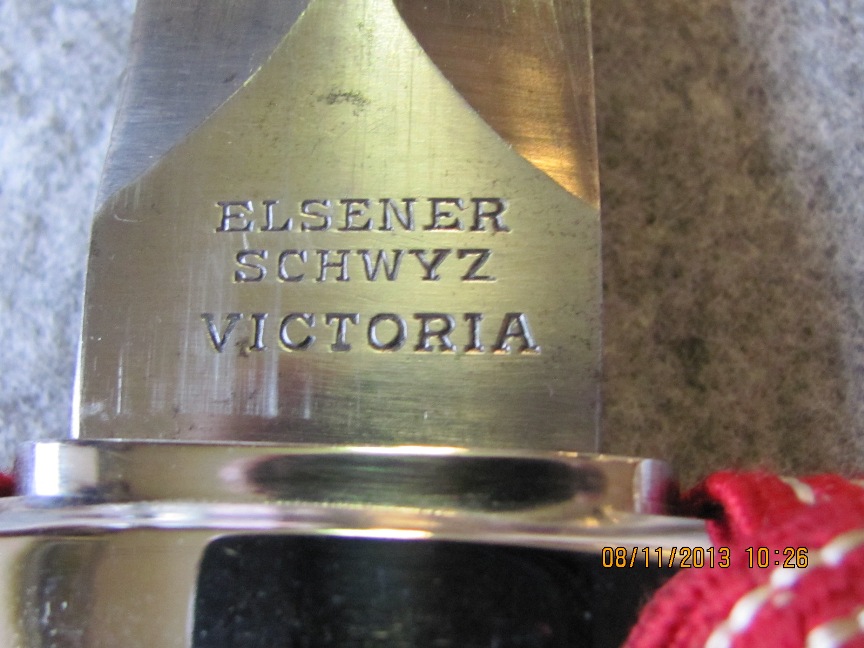 ELSENER
SCHWYZ
VICTORIA
08/11/2013 10:26